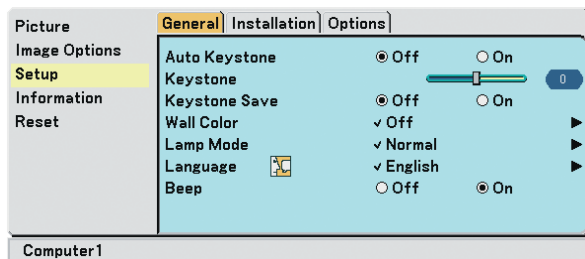 Picture
Image Options
Setup
Information
Reset
General Installation Options
Auto Keystone Off On
Keystone 0
Keystone Save Off On
Wall Color Off
Lamp Mode Normal
Language English
Beep Off On
Computer1